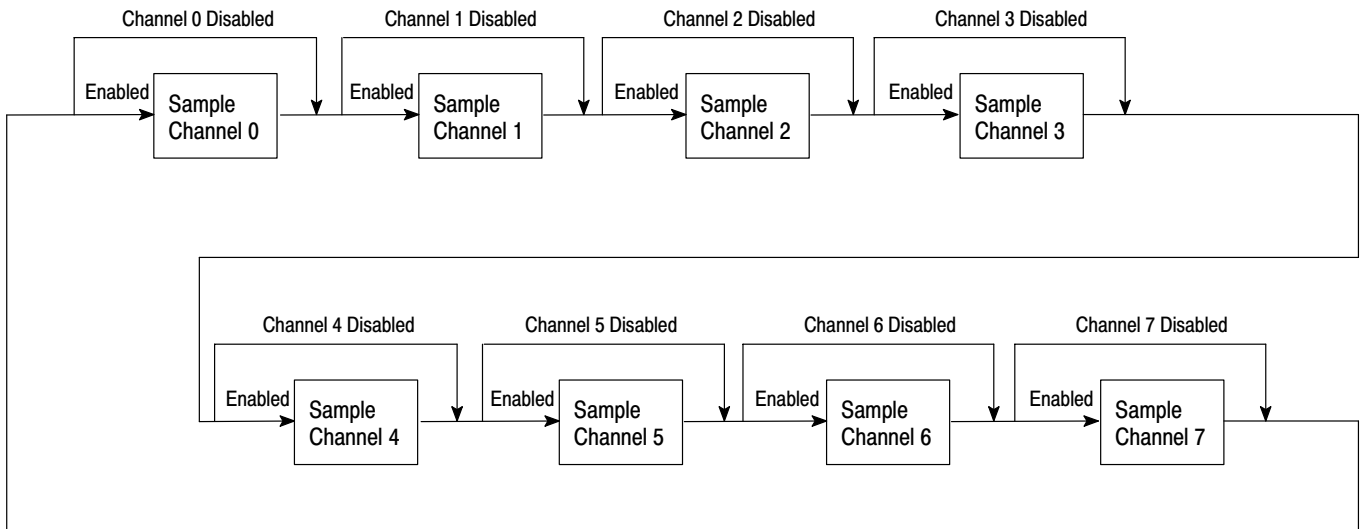 Channel 0 Disabled
Channel 1 Disabled
Channel 2 Disabled
Channel 3 Disabled
Enabled
Sample
Channel 0
Enabled
Sample
Channel 1
Enabled
Sample
Channel 2
Enabled
Sample
Channel 3
Channel 4 Disabled
Channel 5 Disabled
Channel 6 Disabled
Channel 7 Disabled
Enabled
Sample
Channel 4
Enabled
Sample
Channel 5
Enabled
Sample
Channel 6
Enabled
Sample
Channel 7